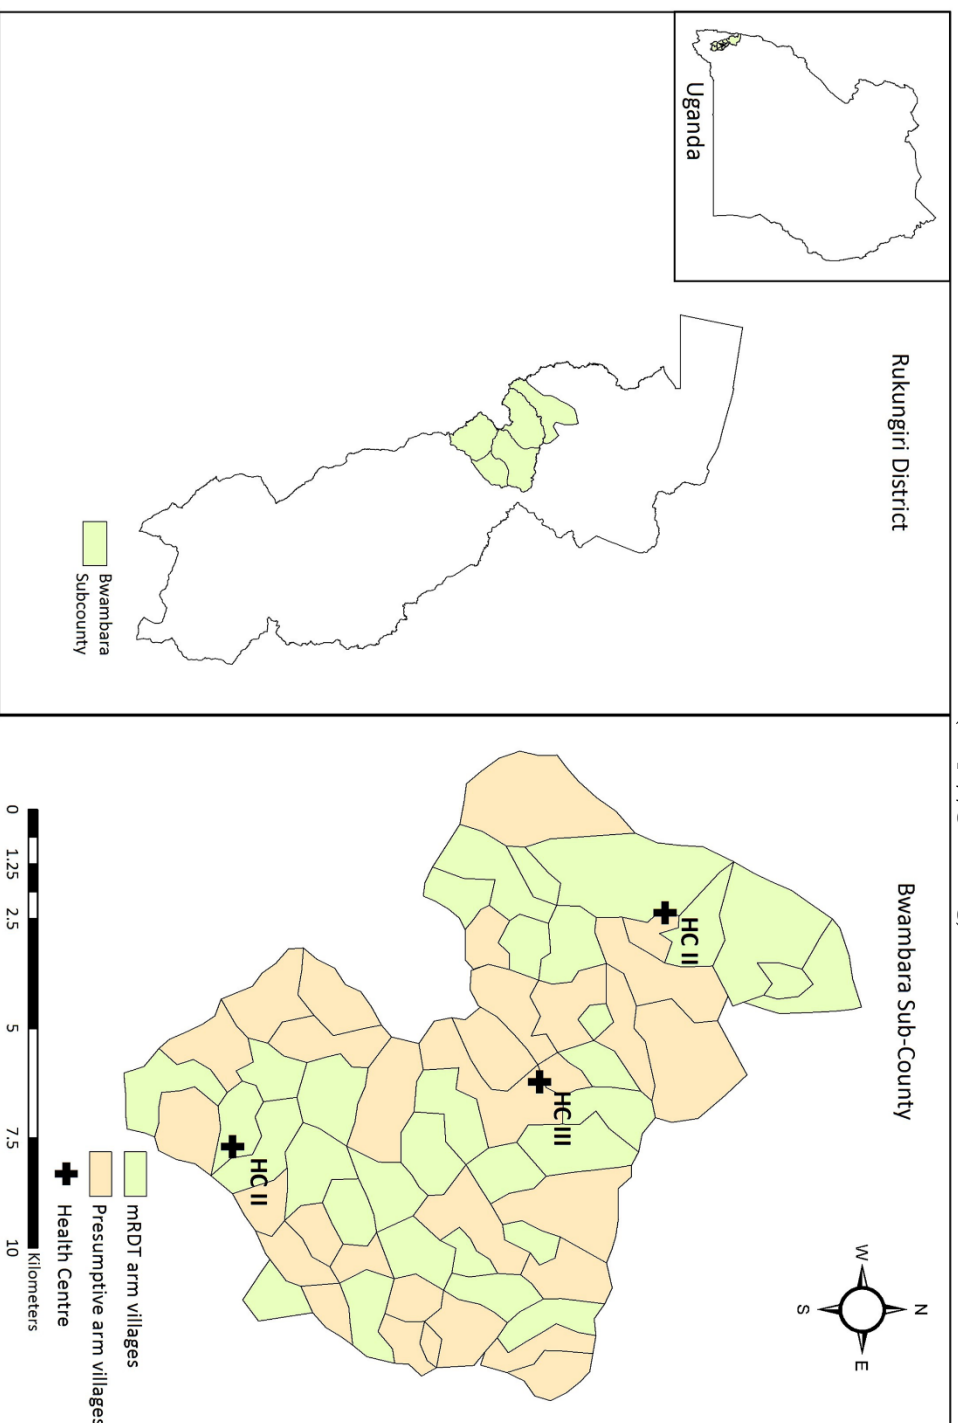 Uganda
Rukungiri District
Bwambara
Subcounty
Bwambara Sub-County
HC II
HC III
HC II
N
W
E
S
mRDT arm villages
Presumptive arm villages
Health Centre
0 1.25 2.5 5 7.5 10
Kilometers